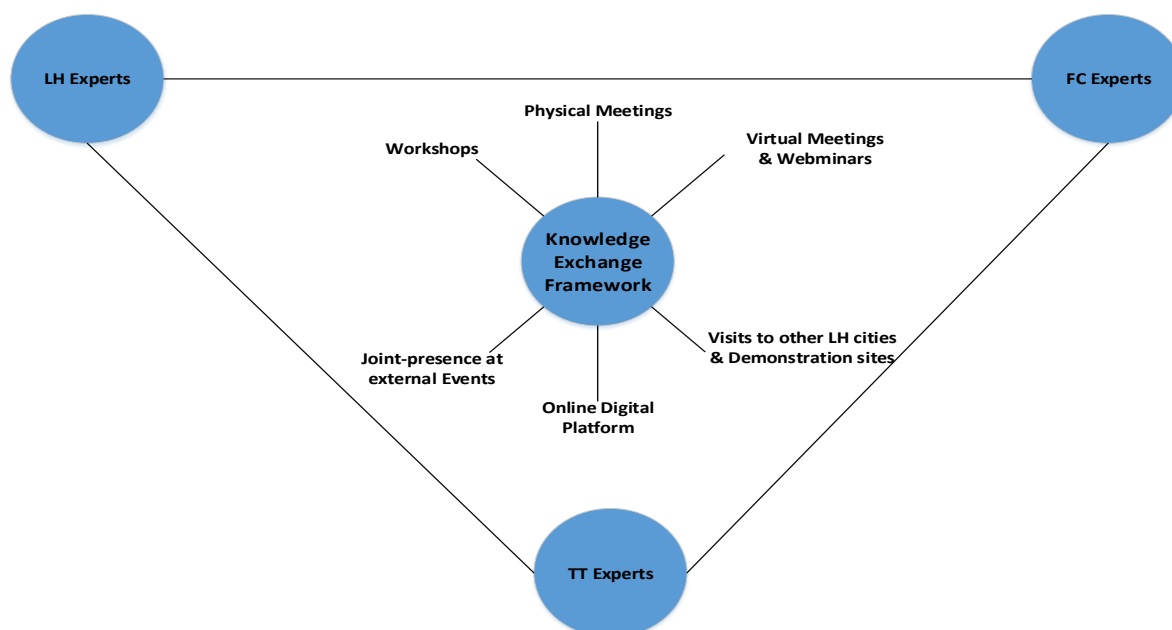 LH Experts
FC Experts
Physical Meetings
Workshops
Virtual Meetings
& Webminars
Knowledge
Exchange
Framework
Visits to other LH cities
& Demonstration sites
Joint-presence at
external Events
Online Digital
Platform
TT Experts